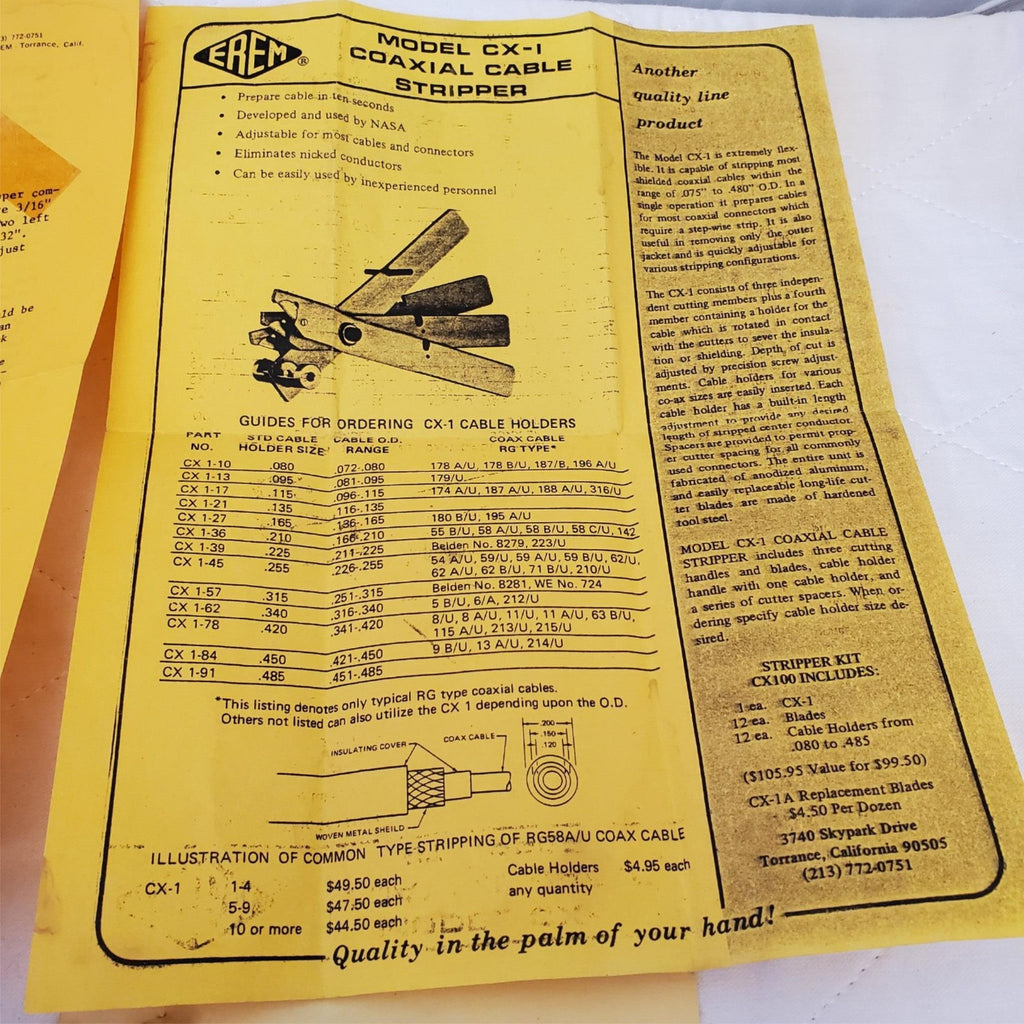 3) 772-0751
EM Torrance, Calif.
per com-
e 3/16"
wo left
32".
just
ld be
an
k
EREM ®
MODEL CX-1
COAXIAL CABLE
STRIPPER
• Prepare cable in ten seconds
• Developed and used by NASA
• Adjustable for most cables and connectors
• Eliminates nicked conductors
• Can be easily used by inexperienced personnel
GUIDES FOR ORDERING CX-1 CABLE HOLDERS
PART NO. STD CABLE HOLDER SIZE CABLE O.D. RANGE COAX CABLE RG TYPE*
CX 1-10 .080 .072-.080 178 A/U, 178 B/U, 187/B, 196 A/U
CX 1-13 .095 .081-.095 179/U
CX 1-17 .115 .096-.115 174 A/U, 187 A/U, 188 A/U, 316/U
CX 1-21 .135 .116-.135
CX 1-27 .165 .136-.165 180 B/U, 195 A/U
CX 1-36 .210 .166-.210 55 B/U, 58 A/U, 58 B/U, 58 C/U, 142
CX 1-39 .225 .211-.225 Belden No. 8279, 223/U
CX 1-45 .255 .226-.255 54 A/U, 59/U, 59 A/U, 59 B/U, 62/U,
62 A/U, 62 B/U, 71 B/U, 210/U
Belden No. 8281, WE No. 724
CX 1-57 .315 .251-.315 5 B/U, 6/A, 212/U
CX 1-62 .340 .316-.340 8/U, 8 A/U, 11/U, 11 A/U, 63 B/U,
CX 1-78 .420 .341-.420 115 A/U, 213/U, 215/U
9 B/U, 13 A/U, 214/U
CX 1-84 .450 .421-.450
CX 1-91 .485 .451-.485
*This listing denotes only typical RG type coaxial cables.
Others not listed can also utilize the CX 1 depending upon the O.D.
INSULATING COVER
COAX CABLE
.200
.150
.120
WOVEN METAL SHEILD
ILLUSTRATION OF COMMON TYPE STRIPPING OF RG58A/U COAX CABLE
CX-1 1-4 $49.50 each
5-9 $47.50 each
10 or more $44.50 each
Cable Holders $4.95 each
any quantity
Quality in the palm of your hand!
Another
quality line
product
The Model CX-1 is extremely flex-
ible. It is capable of stripping most
shielded coaxial cables within the
range of .075" to .480" O.D. In a
single operation it prepares cables
for most coaxial connectors which
require a step-wise strip. It is also
useful in removing only the outer
jacket and is quickly adjustable for
various stripping configurations.
The CX-1 consists of three indepen-
dent cutting members plus a fourth
member containing a holder for the
cable which is rotated in contact
with the cutters to sever the insula-
tion or shielding. Depth of cut is
adjusted by precision screw adjust-
ments. Cable holders for various
co-ax sizes are easily inserted. Each
cable holder has a built-in length
adjustment to provide any desired
length of stripped center conductor.
Spacers are provided to permit prop-
er cutter spacing for all commonly
used connectors. The entire unit is
fabricated of anodized aluminum,
and easily replaceable long-life cut-
ter blades are made of hardened
tool steel.
MODEL CX-1 COAXIAL CABLE
STRIPPER includes three cutting
handles and blades, cable holder
handle with one cable holder, and
a series of cutter spacers. When or-
dering specify cable holder size de-
sired.
STRIPPER KIT
CX100 INCLUDES:
1 ea. CX-1
12 ea. Blades
12 ea. Cable Holders from
.080 to .485
($105.95 Value for $99.50)
CX-1A Replacement Blades
$4.50 Per Dozen
3740 Skypark Drive
Torrance, California 90505
(213) 772-0751